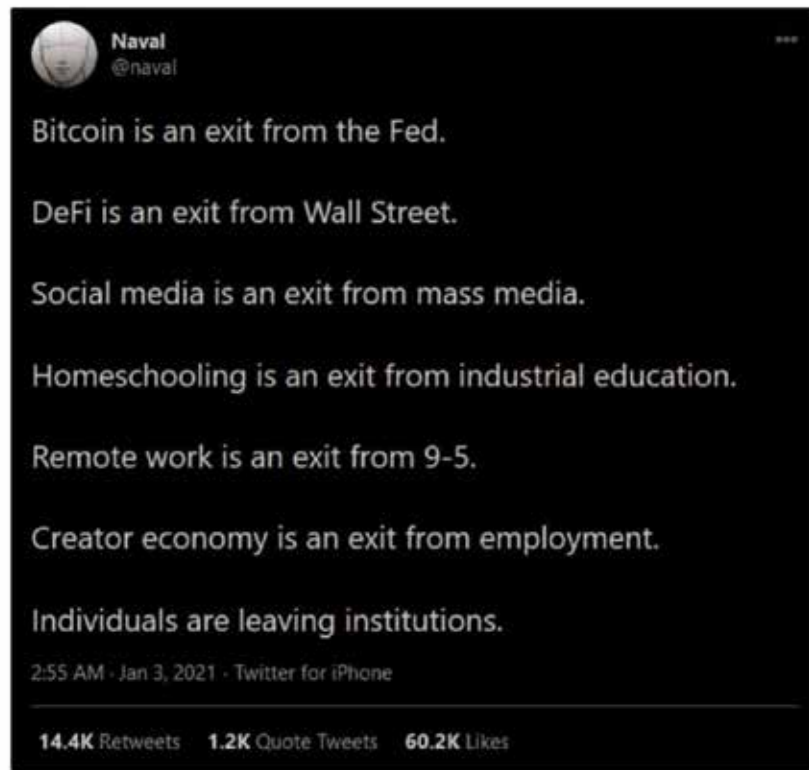 Naval
@naval
Bitcoin is an exit from the Fed.
DeFi is an exit from Wall Street.
Social media is an exit from mass media.
Homeschooling is an exit from industrial education.
Remote work is an exit from 9-5.
Creator economy is an exit from employment.
Individuals are leaving institutions.
2:55 AM · Jan 3, 2021 · Twitter for iPhone
14.4K Retweets 1.2K Quote Tweets 60.2K Likes